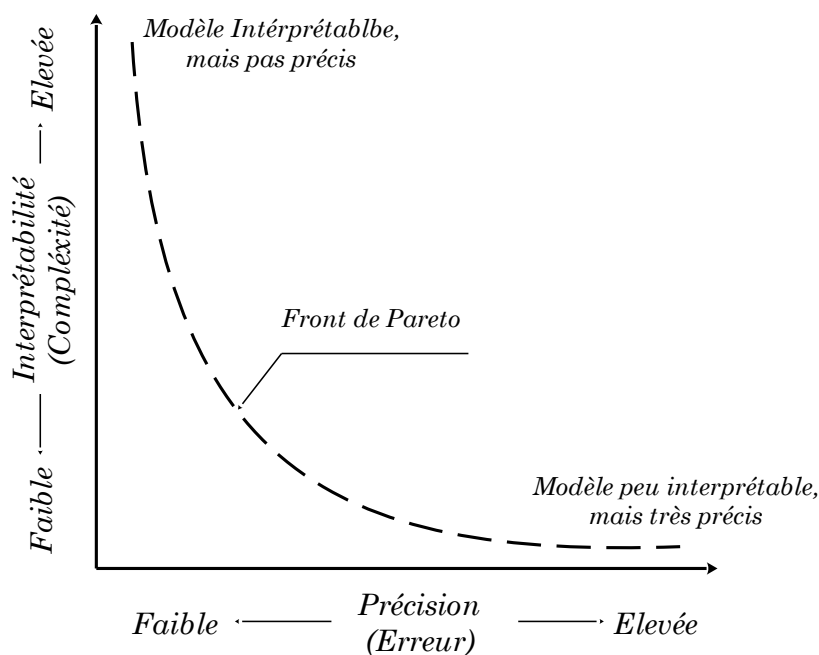 Modèle Intérprétablbe,
mais pas précis
Elevée
Interprétabilité
(Compléxité)
Faible
Front de Pareto
Modèle peu interprétable,
mais très précis
Faible
Précision
(Erreur)
Elevée